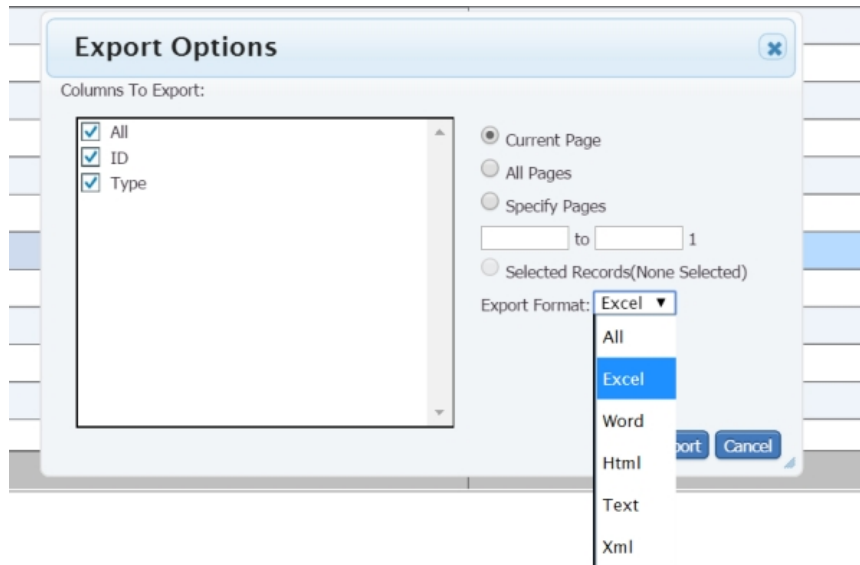 Export Options
Columns To Export:
All
ID
Type
Current Page
All Pages
Specify Pages
to 1
Selected Records(None Selected)
Export Format: Excel
All
Excel
Word
Html
Text
Xml
Cancel